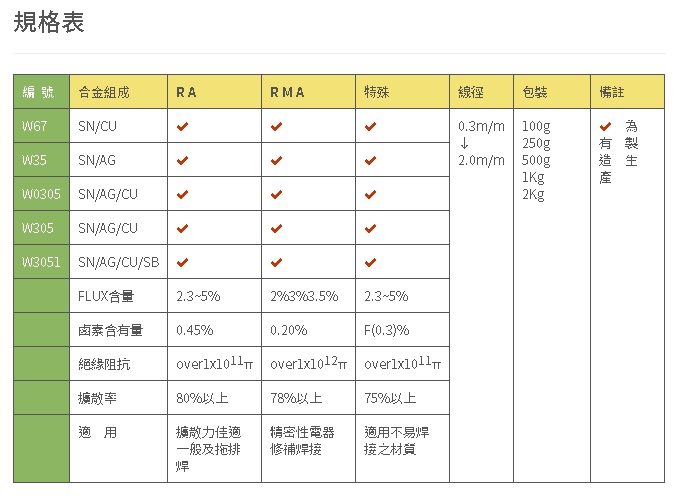 規格表
編 號 合金組成 RA RMA 特殊 線徑 包裝 備註
W67 SN/CU ✔ ✔ ✔ 0.3m/m 100g ✔ 為
W35 SN/AG ✔ ✔ ✔ ↓ 250g 有 製
2.0m/m 500g 造 生
1Kg 產
2Kg
W0305 SN/AG/CU ✔ ✔ ✔
W305 SN/AG/CU ✔ ✔ ✔
W3051 SN/AG/CU/SB ✔ ✔ ✔
FLUX含量 2.3~5% 2%3%3.5% 2.3~5%
鹵素含有量 0.45% 0.20% F(0.3)%
絕緣阻抗 over1x10¹¹π over1x10¹²π over1x10¹¹π
擴散率 80%以上 78%以上 75%以上
適 用 擴散力佳適 精密性電器 適用不易焊
一般及拖排 修補焊接 接之材質
焊